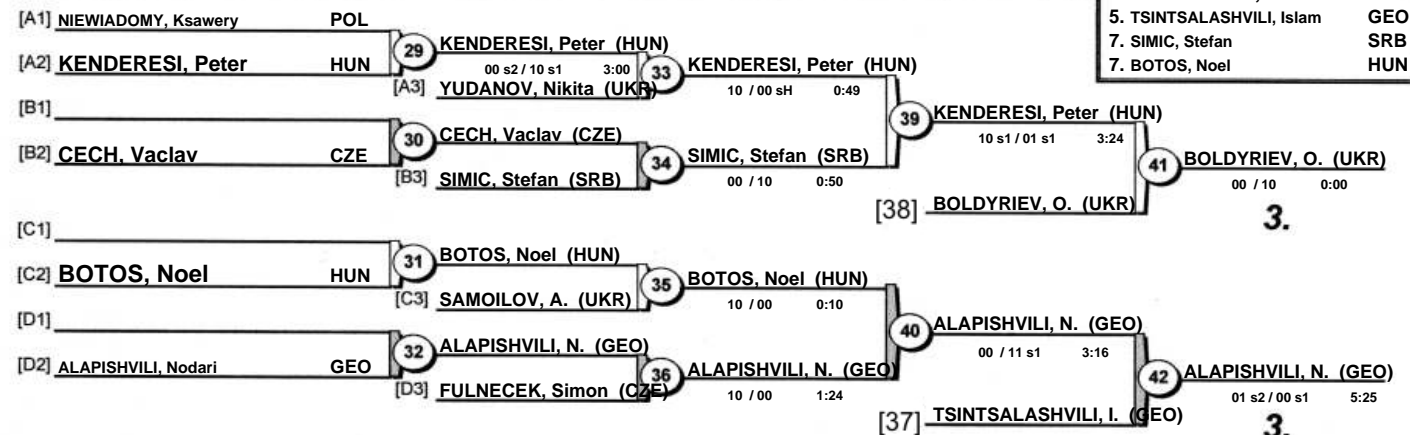 5. TSINTSALASHVILI, Islam GEO
7. SIMIC, Stefan SRB
7. BOTOS, Noel HUN
[A1] NIEWIADOMY, Ksawery POL
[A2] KENDERESI, Peter HUN
29 KENDERESI, Peter (HUN)
00 s2 / 10 s1 3:00
[A3] YUDANOV, Nikita (UKR)
33 KENDERESI, Peter (HUN)
10 / 00 sH 0:49
[B1]
[B2] CECH, Vaclav CZE
30 CECH, Vaclav (CZE)
[B3] SIMIC, Stefan (SRB)
34 SIMIC, Stefan (SRB)
00 / 10 0:50
39 KENDERESI, Peter (HUN)
10 s1 / 01 s1 3:24
[38] BOLDYRIEV, O. (UKR)
41 BOLDYRIEV, O. (UKR)
00 / 10 0:00
3.
[C1]
[C2] BOTOS, Noel HUN
31 BOTOS, Noel (HUN)
[C3] SAMOILOV, A. (UKR)
35 BOTOS, Noel (HUN)
10 / 00 0:10
[D1]
[D2] ALAPISHVILI, Nodari GEO
32 ALAPISHVILI, N. (GEO)
[D3] FULNECEK, Simon (CZE)
36 ALAPISHVILI, N. (GEO)
10 / 00 1:24
40 ALAPISHVILI, N. (GEO)
00 / 11 s1 3:16
[37] TSINTSALASHVILI, I. (GEO)
42 ALAPISHVILI, N. (GEO)
01 s2 / 00 s1 5:25
3.